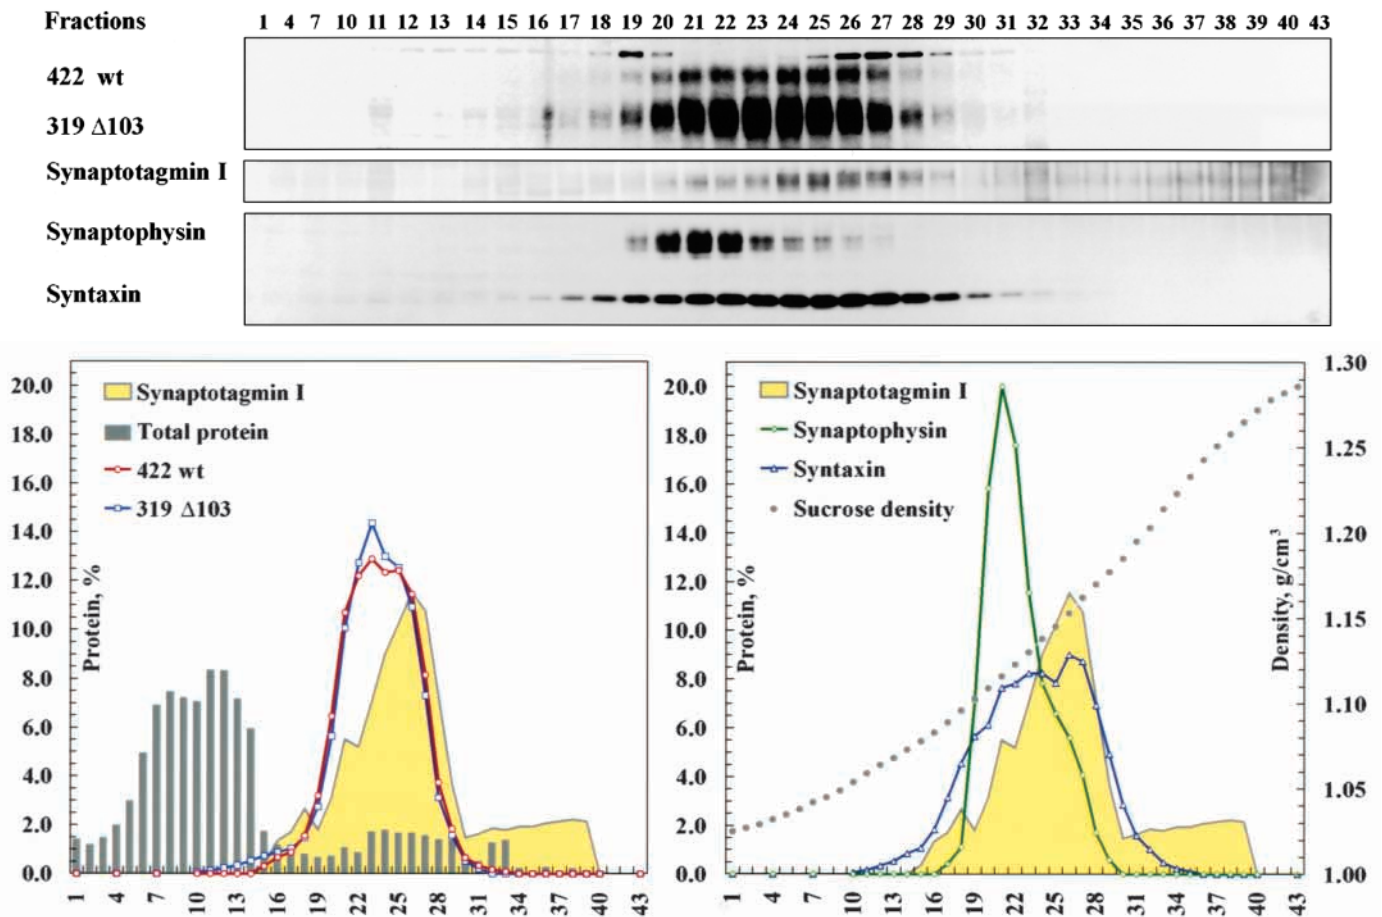 Fractions 1 4 7 10 11 12 13 14 15 16 17 18 19 20 21 22 23 24 25 26 27 28 29 30 31 32 33 34 35 36 37 38 39 40 43
422 wt
319 Δ103
Synaptotagmin I
Synaptophysin
Syntaxin
20.0
18.0
16.0
14.0
12.0
10.0
8.0
6.0
4.0
2.0
0.0
Protein, %
Synaptotagmin I
Total protein
422 wt
319 Δ103
1 4 7 10 13 16 19 22 25 28 31 34 37 40 43
20.0
18.0
16.0
14.0
12.0
10.0
8.0
6.0
4.0
2.0
0.0
Protein, %
Synaptotagmin I
Synaptophysin
Syntaxin
Sucrose density
1.30
1.25
1.20
1.15
1.10
1.05
1.00
Density, g/cm³
1 4 7 10 13 16 19 22 25 28 31 34 37 40 43